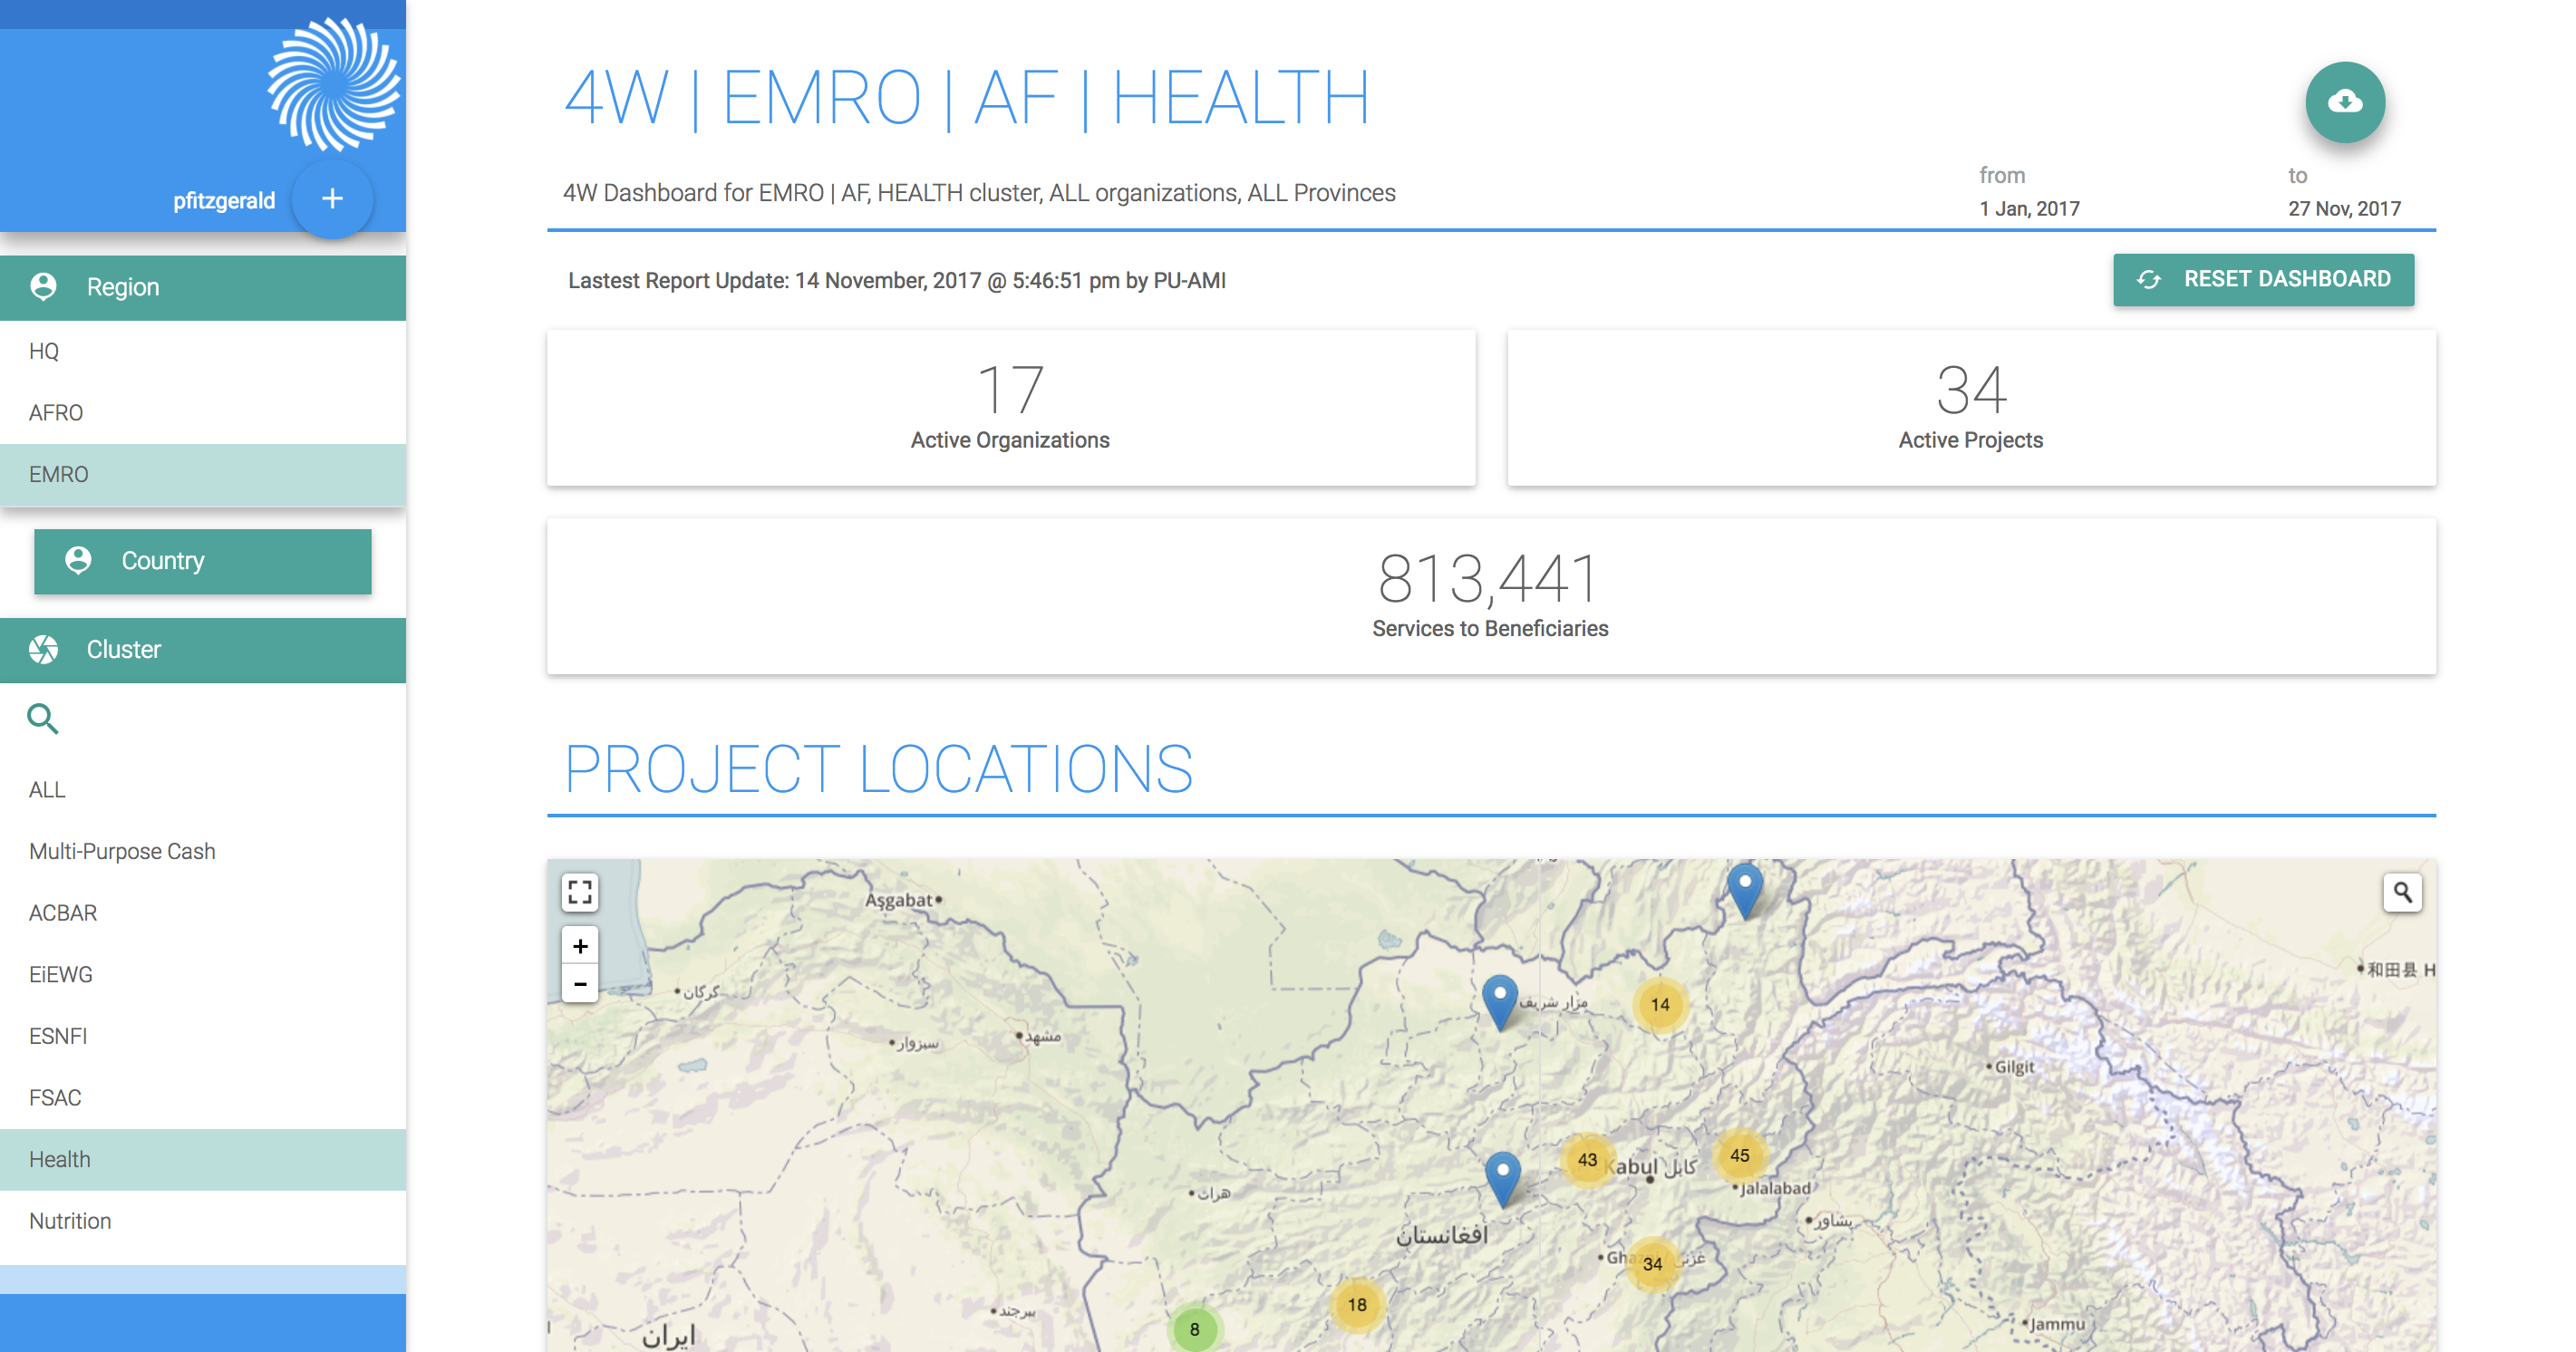 pfitzgerald
+
Region
HQ
AFRO
EMRO
Country
Cluster
ALL
Multi-Purpose Cash
ACBAR
EiEWG
ESNFI
FSAC
Health
Nutrition
4W | EMRO | AF | HEALTH
4W Dashboard for EMRO | AF, HEALTH cluster, ALL organizations, ALL Provinces
from
1 Jan, 2017
to
27 Nov, 2017
Lastest Report Update: 14 November, 2017 @ 5:46:51 pm by PU-AMI
RESET DASHBOARD
17
Active Organizations
34
Active Projects
813,441
Services to Beneficiaries
PROJECT LOCATIONS
+
−
Aşgabat
和田县 H
گرگان
مزار شریف
14
سبزوار
مشهد
Gilgit
43
Kabul کابل
45
Jalalabad
هرات
پشاور
افغانستان
غزنی
34
18
8
بیرجند
ایران
Jammu